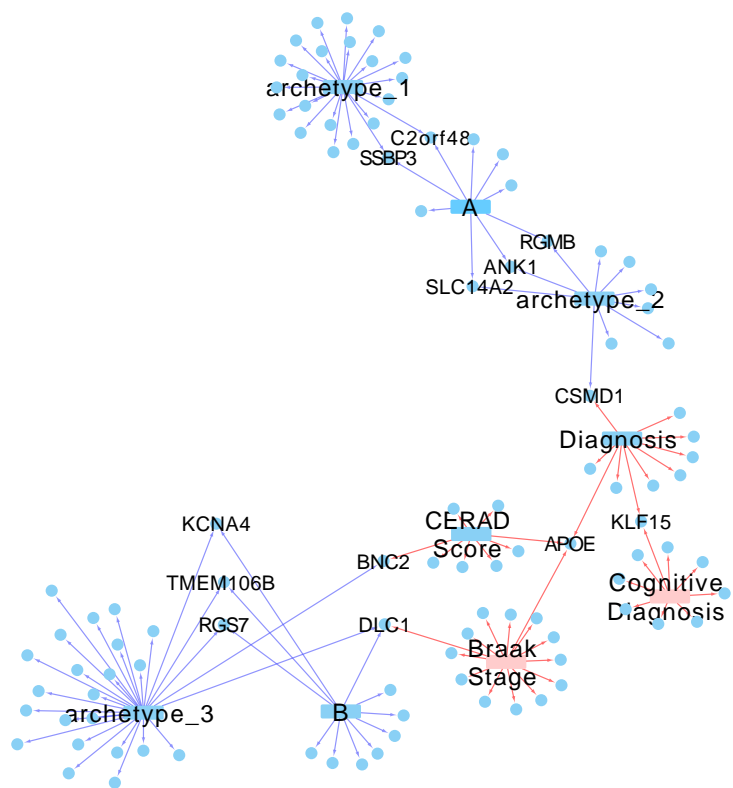 archetype_1
C2orf48
SSBP3
A
RGMB
ANK1
SLC14A2
archetype_2
CSMD1
Diagnosis
KCNA4
CERAD
Score
KLF15
APOE
BNC2
TMEM106B
Cognitive
Diagnosis
RGS7
DLC1
Braak
Stage
archetype_3
B